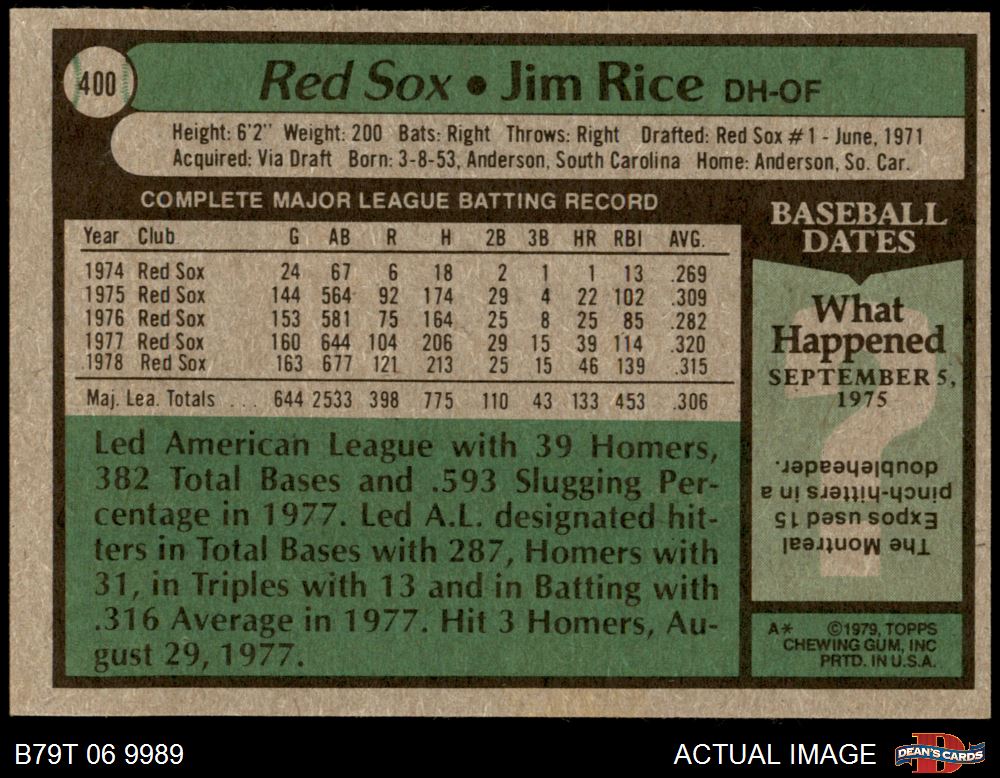 400
Red Sox • Jim Rice DH-OF
Height: 6'2" Weight: 200 Bats: Right Throws: Right Drafted: Red Sox #1 - June, 1971
Acquired: Via Draft Born: 3-8-53, Anderson, South Carolina Home: Anderson, So. Car.
COMPLETE MAJOR LEAGUE BATTING RECORD
Year Club G AB R H 2B 3B HR RBI AVG.
1974 Red Sox 24 67 6 18 2 1 1 13 .269
1975 Red Sox 144 564 92 174 29 4 22 102 .309
1976 Red Sox 153 581 75 164 25 8 25 85 .282
1977 Red Sox 160 644 104 206 29 15 39 114 .320
1978 Red Sox 163 677 121 213 25 15 46 139 .315
Maj. Lea. Totals . . . 644 2533 398 775 110 43 133 453 .306
Led American League with 39 Homers,
382 Total Bases and .593 Slugging Per-
centage in 1977. Led A.L. designated hit-
ters in Total Bases with 287, Homers with
31, in Triples with 13 and in Batting with
.316 Average in 1977. Hit 3 Homers, Au-
gust 29, 1977.
BASEBALL
DATES
What
Happened
SEPTEMBER 5,
1975
?
The Montreal
Expos used 15
pinch-hitters in a
doubleheader.
A* ©1979, TOPPS
CHEWING GUM, INC
PRTD. IN U.S.A.
B79T 06 9989
ACTUAL IMAGE
DEAN'S CARDS